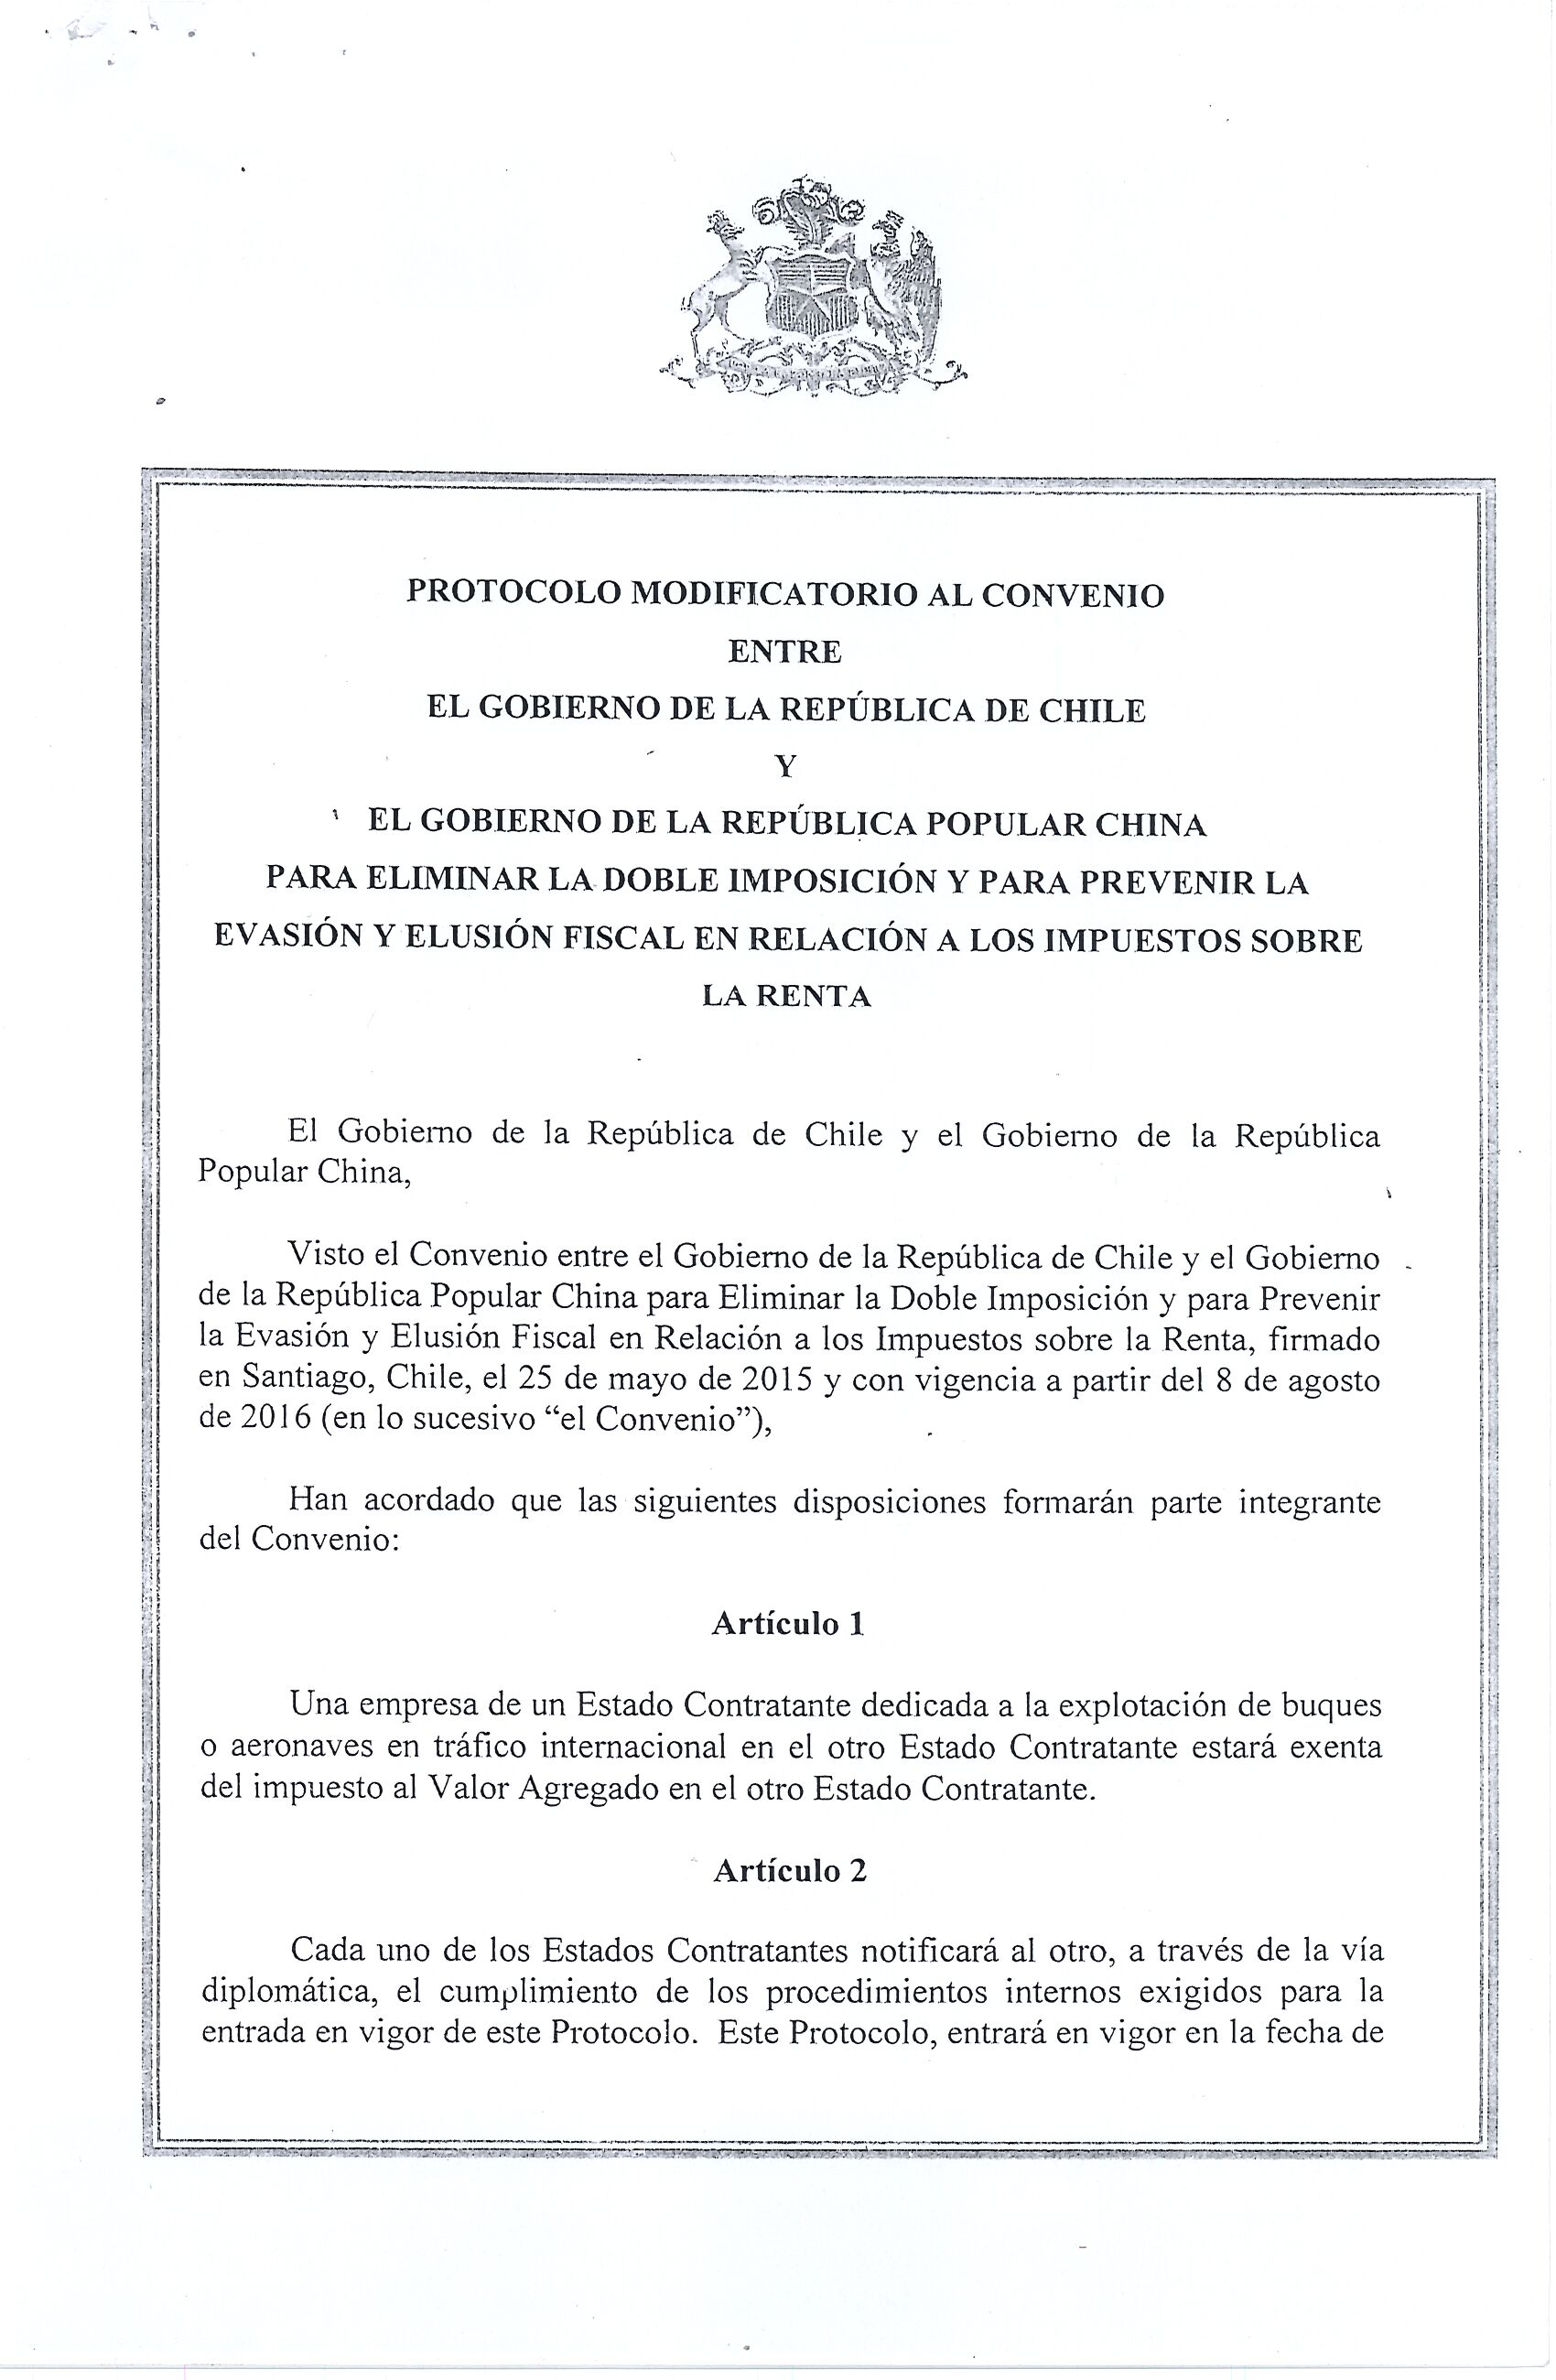 PROTOCOLO MODIFICATORIO AL CONVENIO
ENTRE
EL GOBIERNO DE LA REPÚBLICA DE CHILE
Y
EL GOBIERNO DE LA REPÚBLICA POPULAR CHINA
PARA ELIMINAR LA DOBLE IMPOSICIÓN Y PARA PREVENIR LA
EVASIÓN Y ELUSIÓN FISCAL EN RELACIÓN A LOS IMPUESTOS SOBRE
LA RENTA
El Gobierno de la República de Chile y el Gobierno de la República
Popular China,
Visto el Convenio entre el Gobierno de la República de Chile y el Gobierno
de la República Popular China para Eliminar la Doble Imposición y para Prevenir
la Evasión y Elusión Fiscal en Relación a los Impuestos sobre la Renta, firmado
en Santiago, Chile, el 25 de mayo de 2015 y con vigencia a partir del 8 de agosto
de 2016 (en lo sucesivo “el Convenio”),
Han acordado que las siguientes disposiciones formarán parte integrante
del Convenio:
Artículo 1
Una empresa de un Estado Contratante dedicada a la explotación de buques
o aeronaves en tráfico internacional en el otro Estado Contratante estará exenta
del impuesto al Valor Agregado en el otro Estado Contratante.
Artículo 2
Cada uno de los Estados Contratantes notificará al otro, a través de la vía
diplomática, el cumplimiento de los procedimientos internos exigidos para la
entrada en vigor de este Protocolo. Este Protocolo, entrará en vigor en la fecha de